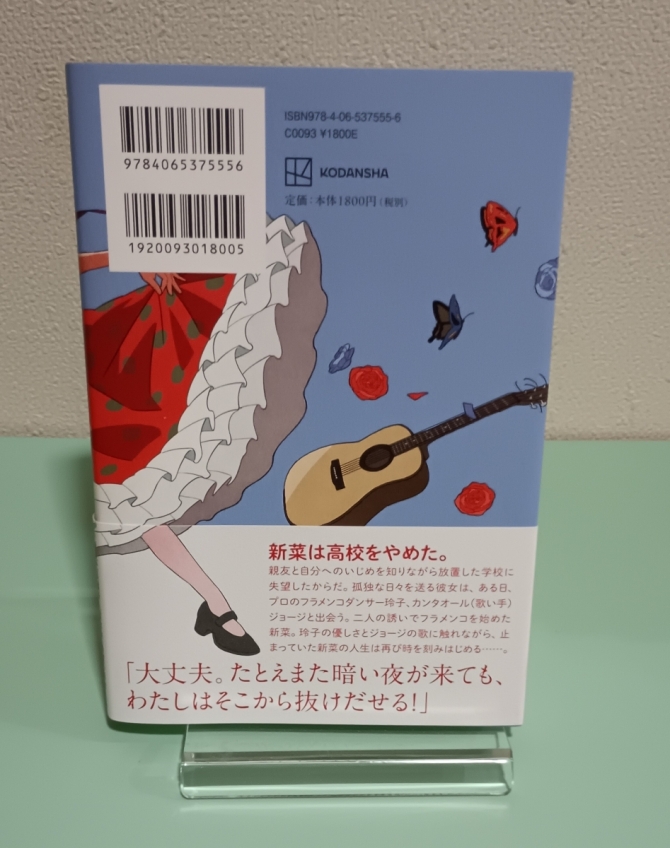 9784065375556
1920093018005
ISBN978-4-06-537555-6
C0093 ¥1800E
KODANSHA
定価:本体1800円(税別)
新菜は高校をやめた。
親友と自分へのいじめを知りながら放置した学校に
失望したからだ。孤独な日々を送る彼女は、ある日、
プロのフラメンコダンサー玲子、カンタオール(歌い手)
ジョージと出会う。二人の誘いでフラメンコを始めた
新菜。玲子の優しさとジョージの歌に触れながら、止
まっていた新菜の人生は再び時を刻みはじめる……。
「大丈夫。たとえまた暗い夜が来ても、
わたしはそこから抜けだせる!」